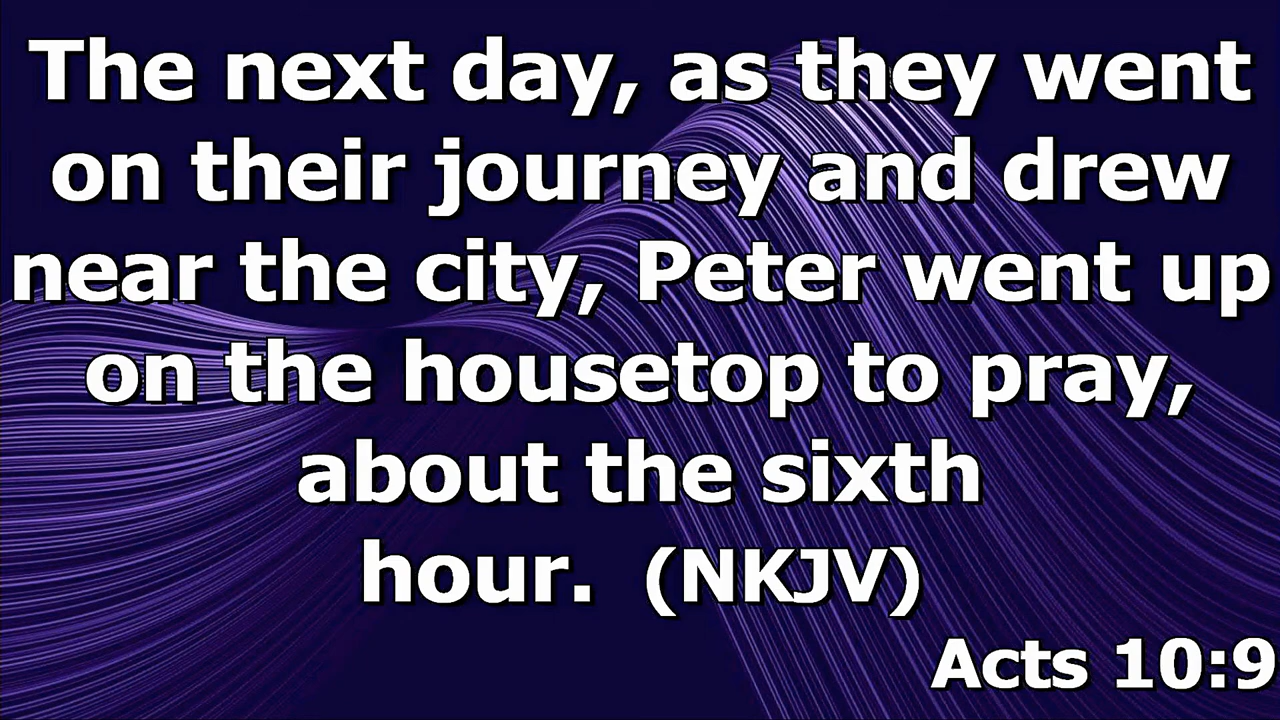 The next day, as they went
on their journey and drew
near the city, Peter went up
on the housetop to pray,
about the sixth
hour. (NKJV)
Acts 10:9